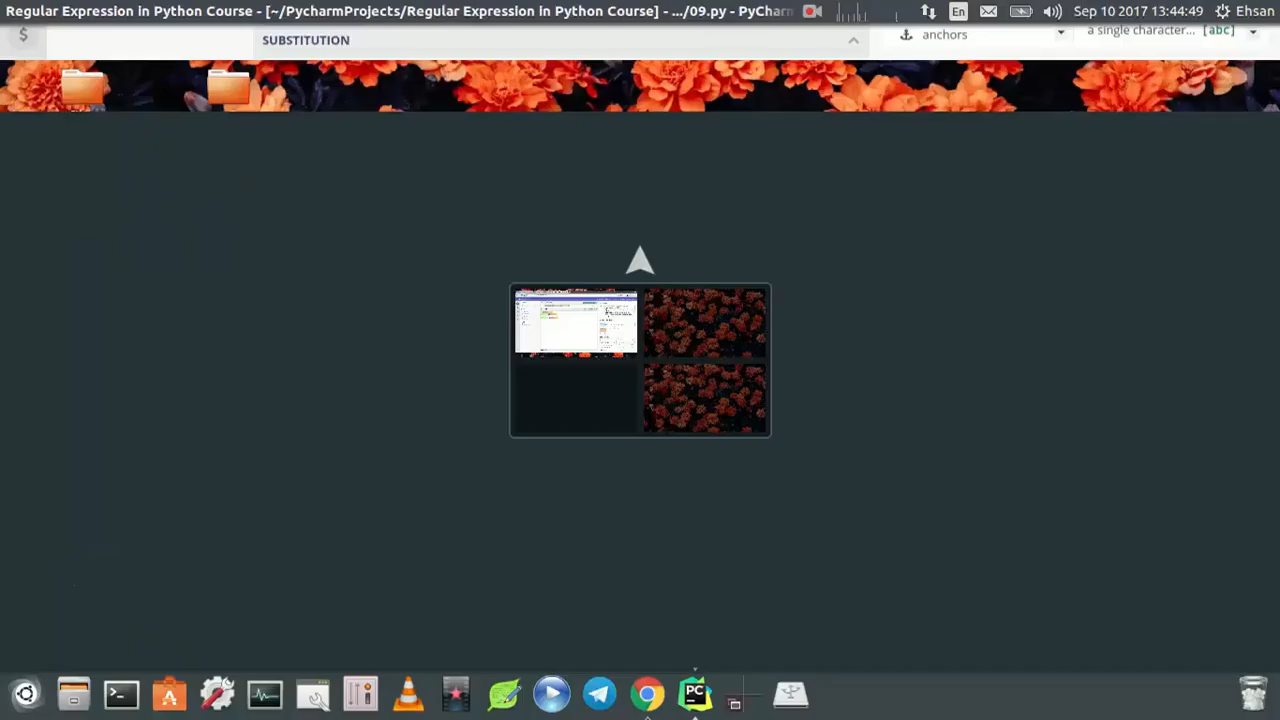 Regular Expression in Python Course - [~/PycharmProjects/Regular Expression in Python Course] - .../09.py - PyCharm
En
Sep 10 2017 13:44:49
Ehsan
$
SUBSTITUTION
anchors
a single character... [abc]
PC